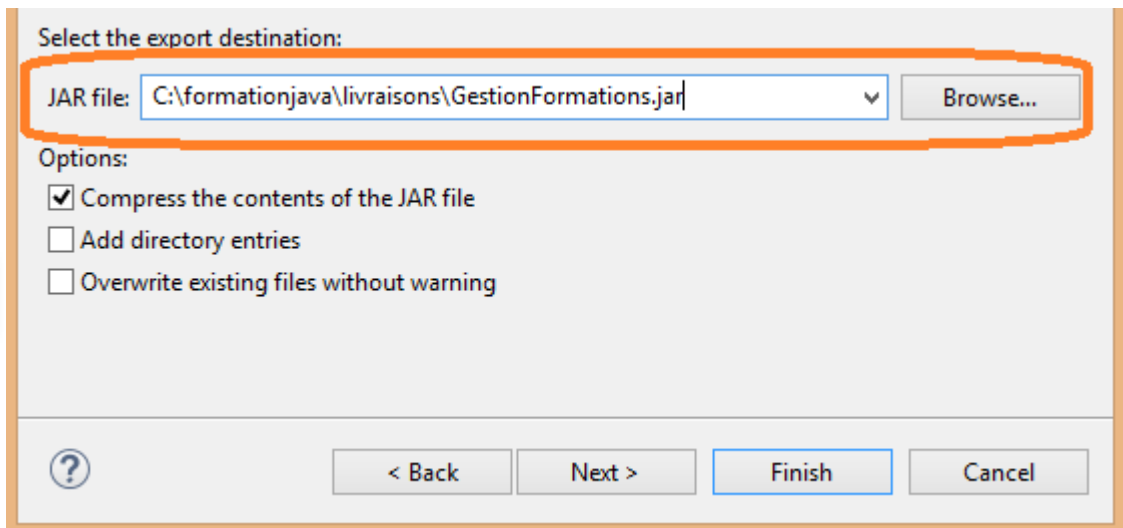 Select the export destination:
JAR file: C:\formationjava\livraisons\GestionFormations.jar Browse...
Options:
Compress the contents of the JAR file
Add directory entries
Overwrite existing files without warning
? < Back Next > Finish Cancel